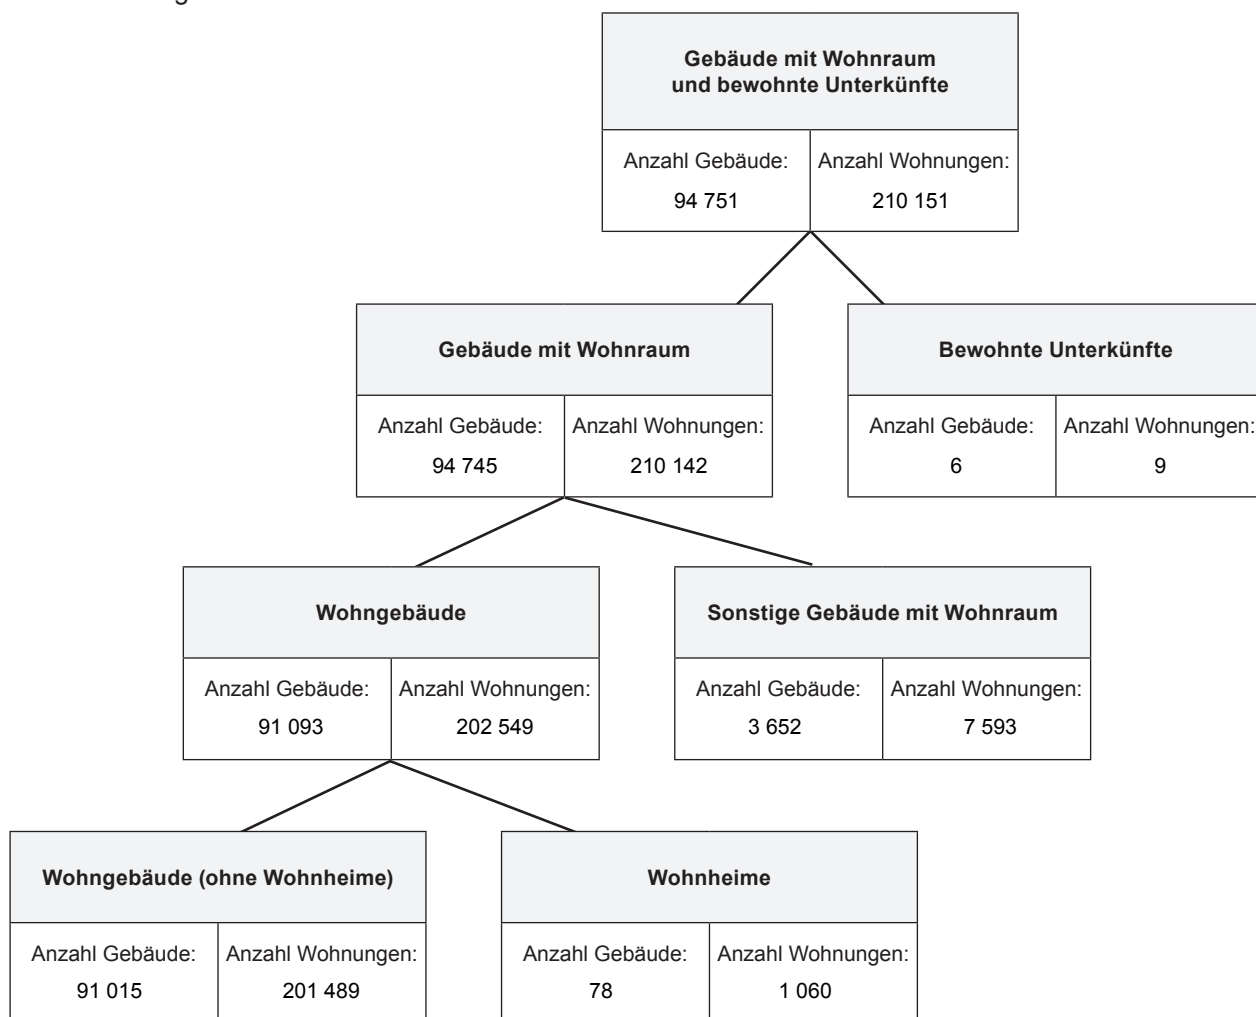 Gebäude mit Wohnraum
und bewohnte Unterkünfte
Anzahl Gebäude: Anzahl Wohnungen:
94 751 210 151
Gebäude mit Wohnraum Bewohnte Unterkünfte
Anzahl Gebäude: Anzahl Wohnungen: Anzahl Gebäude: Anzahl Wohnungen:
94 745 210 142 6 9
Wohngebäude Sonstige Gebäude mit Wohnraum
Anzahl Gebäude: Anzahl Wohnungen: Anzahl Gebäude: Anzahl Wohnungen:
91 093 202 549 3 652 7 593
Wohngebäude (ohne Wohnheime) Wohnheime
Anzahl Gebäude: Anzahl Wohnungen: Anzahl Gebäude: Anzahl Wohnungen:
91 015 201 489 78 1 060